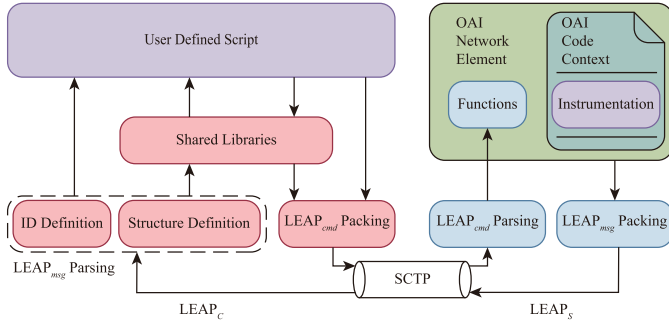 User Defined Script
OAI
Network
Element
OAI
Code
Context
Functions
Instrumentation
Shared Libraries
ID Definition
Structure Definition
LEAPcmd Packing
LEAPcmd Parsing
LEAPmsg Packing
LEAPmsg Parsing
SCTP
LEAPC
LEAPS